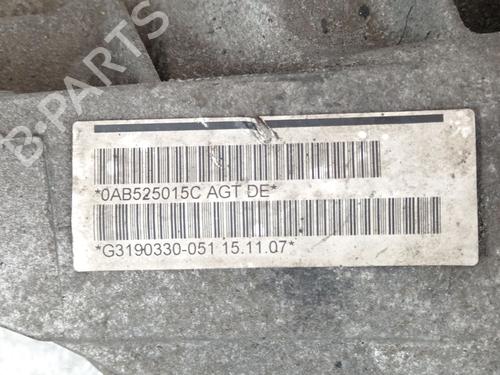 *0AB525015C AGT DE*
*G3190330-051 15.11.07*
B-PARTS